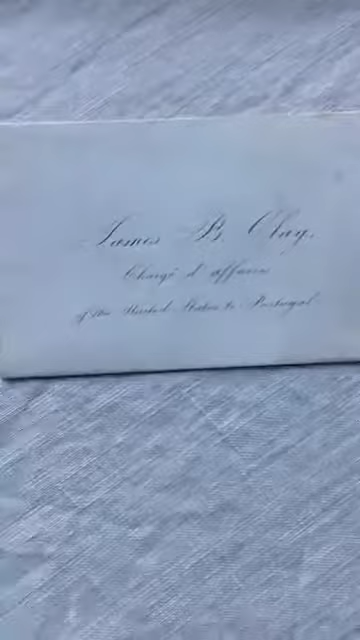 James B. Clay,
Chargé d'affaires
of the United States to Portugal.